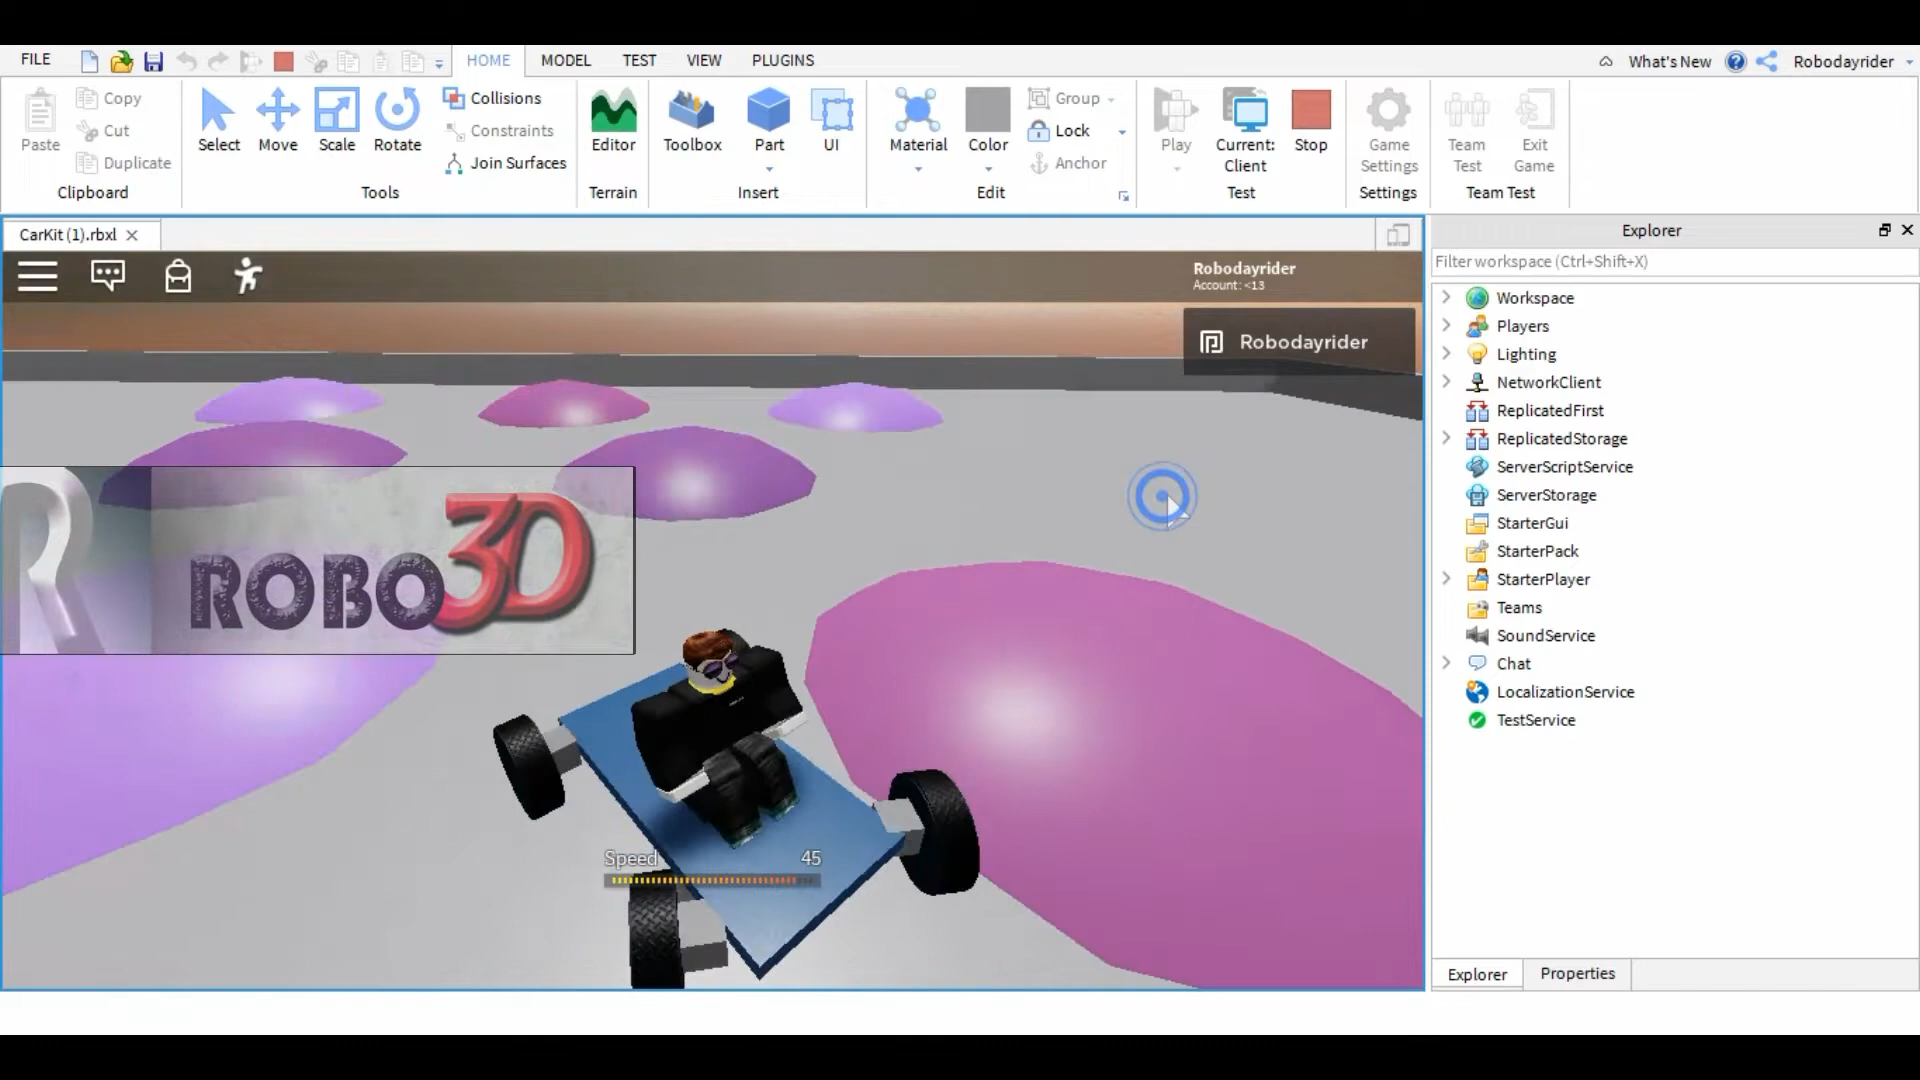 FILE
HOME
MODEL
TEST
VIEW
PLUGINS
What's New
Robodayrider
Paste
Copy
Cut
Duplicate
Clipboard
Select
Move
Scale
Rotate
Collisions
Constraints
Join Surfaces
Tools
Editor
Terrain
Toolbox
Part
UI
Insert
Material
Color
Group
Lock
Anchor
Edit
Play
Current:
Client
Stop
Test
Game
Settings
Settings
Team
Test
Exit
Game
Team Test
CarKit (1).rbxl
Robodayrider
Account: <13
Robodayrider
R
ROBO3D
Speed 45
Explorer
Filter workspace (Ctrl+Shift+X)
Workspace
Players
Lighting
NetworkClient
ReplicatedFirst
ReplicatedStorage
ServerScriptService
ServerStorage
StarterGui
StarterPack
StarterPlayer
Teams
SoundService
Chat
LocalizationService
TestService
Explorer
Properties